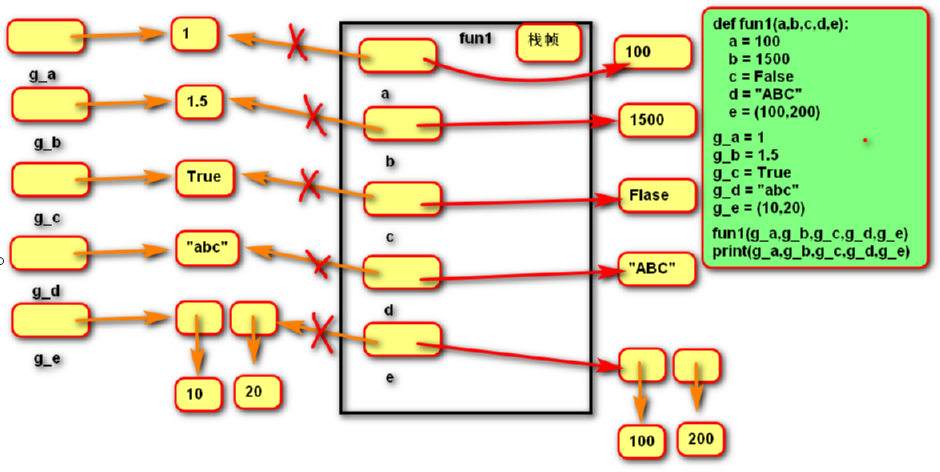 fun1
栈帧
1
100
g_a
a
1.5
1500
g_b
b
True
Flase
g_c
c
"abc"
"ABC"
g_d
d
g_e
e
10
20
100
200
def fun1(a,b,c,d,e):
a = 100
b = 1500
c = False
d = "ABC"
e = (100,200)
g_a = 1
g_b = 1.5
g_c = True
g_d = "abc"
g_e = (10,20)
fun1(g_a,g_b,g_c,g_d,g_e)
print(g_a,g_b,g_c,g_d,g_e)